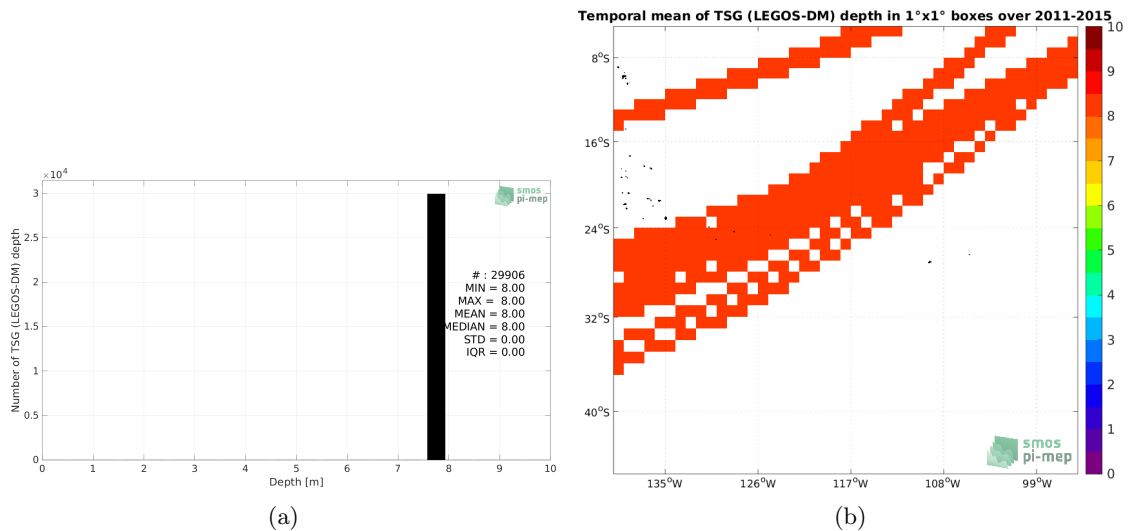 ×10⁴
3
2.5
2
1.5
1
0.5
0
Number of TSG (LEGOS-DM) depth
smos
pi-mep
# : 29906
MIN = 8.00
MAX = 8.00
MEAN = 8.00
MEDIAN = 8.00
STD = 0.00
IQR = 0.00
0 1 2 3 4 5 6 7 8 9 10
Depth [m]
(a)
Temporal mean of TSG (LEGOS-DM) depth in 1°x1° boxes over 2011-2015
8°S
16°S
24°S
32°S
40°S
135°W 126°W 117°W 108°W 99°W
smos
pi-mep
10
9
8
7
6
5
4
3
2
1
0
(b)